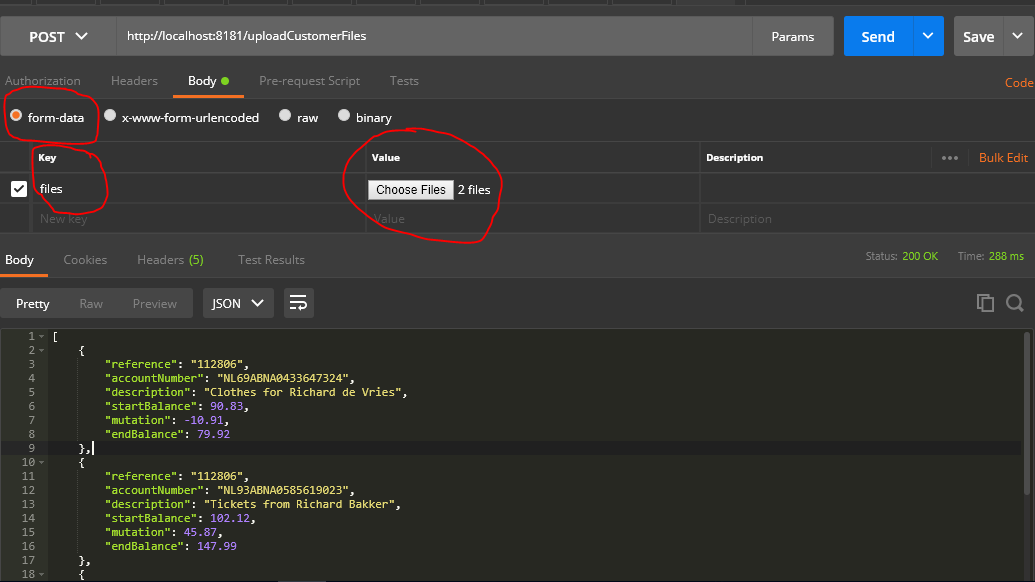 POST http://localhost:8181/uploadCustomerFiles Params Send Save
Authorization Headers Body Pre-request Script Tests Code
form-data x-www-form-urlencoded raw binary
Key Value Description ••• Bulk Edit
files Choose Files 2 files
New key Value Description
Body Cookies Headers (5) Test Results Status: 200 OK Time: 288 ms
Pretty Raw Preview JSON
1 [
2 {
3 "reference": "112806",
4 "accountNumber": "NL69ABNA0433647324",
5 "description": "Clothes for Richard de Vries",
6 "startBalance": 90.83,
7 "mutation": -10.91,
8 "endBalance": 79.92
9 },
10 {
11 "reference": "112806",
12 "accountNumber": "NL93ABNA0585619023",
13 "description": "Tickets from Richard Bakker",
14 "startBalance": 102.12,
15 "mutation": 45.87,
16 "endBalance": 147.99
17 },
18 {